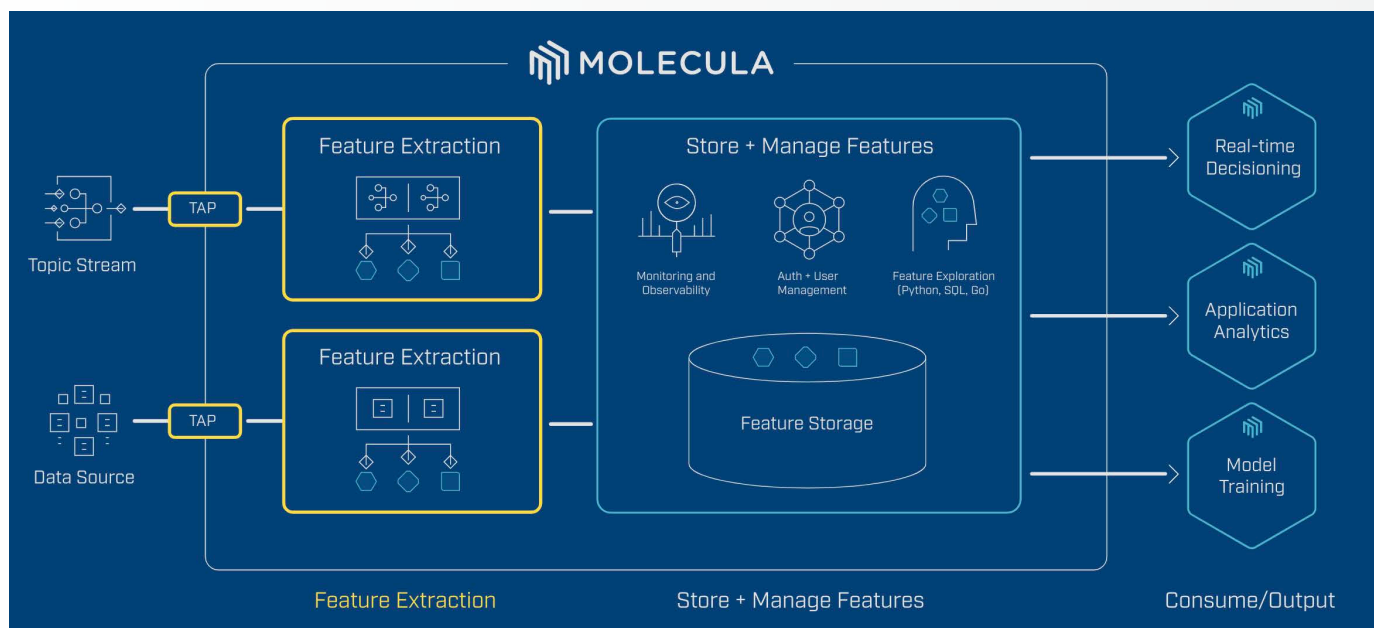 MOLECULA
Topic Stream
TAP
Feature Extraction
Data Source
TAP
Feature Extraction
Store + Manage Features
Monitoring and
Observability
Auth + User
Management
Feature Exploration
(Python, SQL, Go)
Feature Storage
Real-time
Decisioning
Application
Analytics
Model
Training
Feature Extraction
Store + Manage Features
Consume/Output